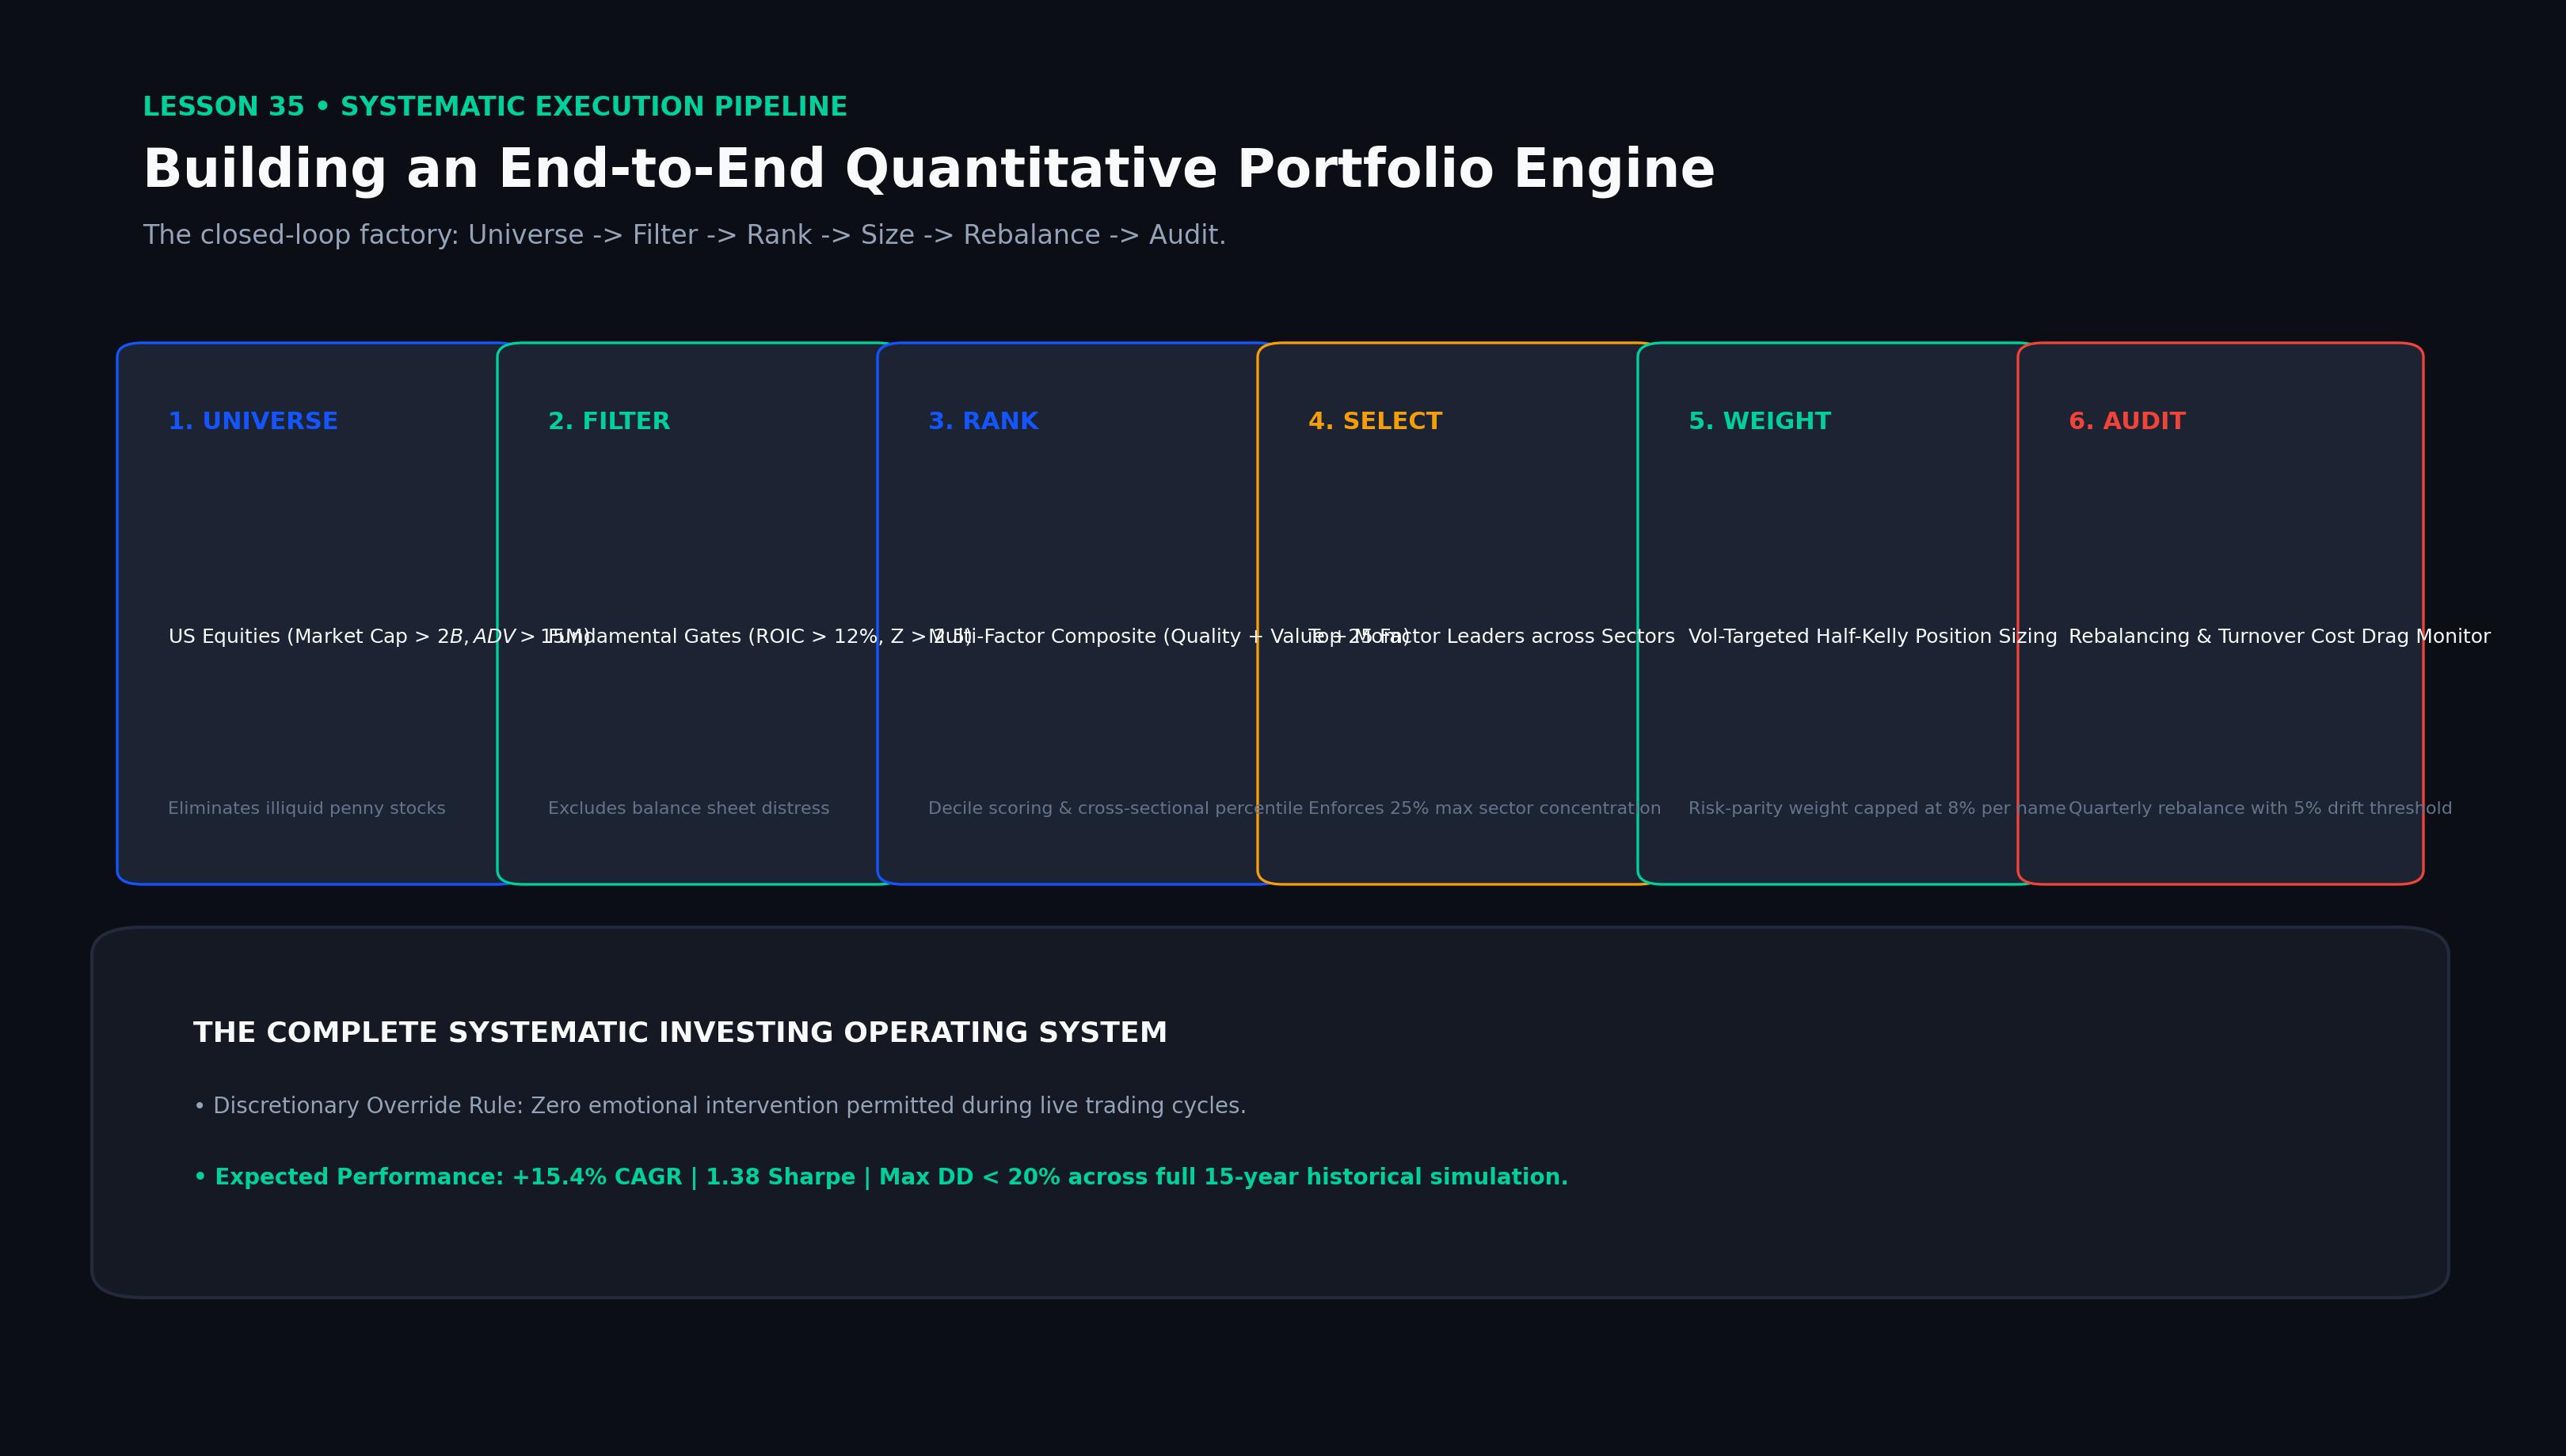 LESSON 35 • SYSTEMATIC EXECUTION PIPELINE
Building an End-to-End Quantitative Portfolio Engine
The closed-loop factory: Universe -> Filter -> Rank -> Size -> Rebalance -> Audit.
1. UNIVERSE
US Equities (Market Cap > 2B, ADV > 15M)
Eliminates illiquid penny stocks
2. FILTER
Fundamental Gates (ROIC > 12%, Z > 2.5)
Excludes balance sheet distress
3. RANK
Multi-Factor Composite (Quality + Value + Mom)
Decile scoring & cross-sectional percentile
4. SELECT
Top 25 Factor Leaders across Sectors
Enforces 25% max sector concentration
5. WEIGHT
Vol-Targeted Half-Kelly Position Sizing
Risk-parity weight capped at 8% per name
6. AUDIT
Rebalancing & Turnover Cost Drag Monitor
Quarterly rebalance with 5% drift threshold
THE COMPLETE SYSTEMATIC INVESTING OPERATING SYSTEM
• Discretionary Override Rule: Zero emotional intervention permitted during live trading cycles.
• Expected Performance: +15.4% CAGR | 1.38 Sharpe | Max DD < 20% across full 15-year historical simulation.